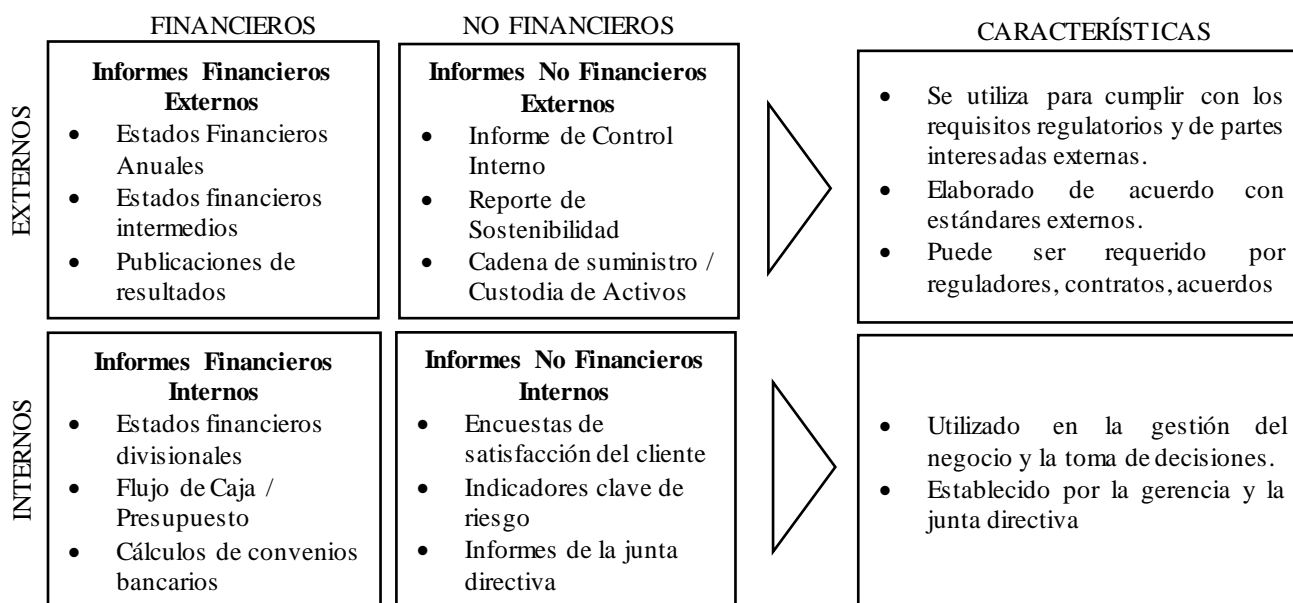 FINANCIEROS
NO FINANCIEROS
CARACTERÍSTICAS
EXTERNOS
Informes Financieros
Externos
• Estados Financieros
Anuales
• Estados financieros
intermedios
• Publicaciones de
resultados
Informes No Financieros
Externos
• Informe de Control
Interno
• Reporte de
Sostenibilidad
• Cadena de suministro /
Custodia de Activos
• Se utiliza para cumplir con los
requisitos regulatorios y de partes
interesadas externas.
• Elaborado de acuerdo con
estándares externos.
• Puede ser requerido por
reguladores, contratos, acuerdos
INTERNOS
Informes Financieros
Internos
• Estados financieros
divisionales
• Flujo de Caja /
Presupuesto
• Cálculos de convenios
bancarios
Informes No Financieros
Internos
• Encuestas de
satisfacción del cliente
• Indicadores clave de
riesgo
• Informes de la junta
directiva
• Utilizado en la gestión del
negocio y la toma de decisiones.
• Establecido por la gerencia y la
junta directiva